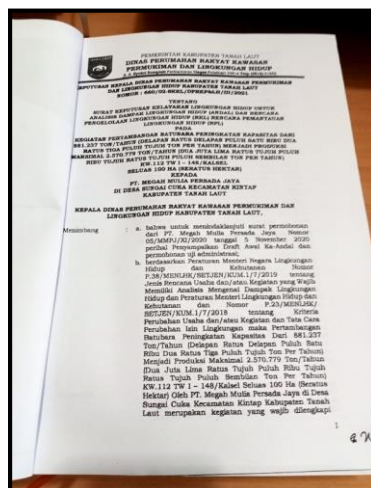 PEMERINTAH KABUPATEN TANAH LAUT
DINAS PERUMAHAN RAKYAT KAWASAN
PERMUKIMAN DAN LINGKUNGAN HIDUP
KEPUTUSAN KEPALA DINAS PERUMAHAN RAKYAT KAWASAN PERMUKIMAN
DAN LINGKUNGAN HIDUP
NOMOR : 660/02-SKKL/DPRKPLH/III/2021
TENTANG
SURAT KEPUTUSAN KELAYAKAN LINGKUNGAN HIDUP UNTUK
ANALISIS DAMPAK LINGKUNGAN HIDUP (ANDAL) DAN RENCANA
PENGELOLAAN LINGKUNGAN HIDUP (RKL) RENCANA PEMANTAUAN
LINGKUNGAN HIDUP (RPL)
PADA
KEGIATAN PERTAMBANGAN BATUBARA PENINGKATAN KAPASITAS DARI
881.237 TON/TAHUN (DELAPAN RATUS DELAPAN PULUH SATU RIBU DUA
RATUS TIGA PULUH TUJUH TON PER TAHUN) MENJADI PRODUKSI
MAKSIMAL 2.570.779 TON/TAHUN (DUA JUTA LIMA RATUS TUJUH PULUH
RIBU TUJUH RATUS TUJUH PULUH SEMBILAN TON PER TAHUN)
KW.112 TW I - 148/KALSEL
SELUAS 100 HA (SERATUS HEKTAR)
KEPADA
PT. MEGAH MULIA PERSADA JAYA
DI DESA SUNGAI CUKA KECAMATAN KINTAP
KABUPATEN TANAH LAUT
KEPALA DINAS PERUMAHAN RAKYAT KAWASAN PERMUKIMAN DAN
LINGKUNGAN HIDUP KABUPATEN TANAH LAUT,
Menimbang : a. bahwa untuk menindaklanjuti surat permohonan
dari PT. Megah Mulia Persada Jaya Nomor
05/MMPJ/XI/2020 tanggal 5 November 2020
perihal Penyampaian Draft Awal Ka-Andal dan
permohonan uji administrasi;
b. berdasarkan Peraturan Menteri Negara Lingkungan
Hidup dan Kehutanan Nomor
P.38/MENLHK/SETJEN/KUM.1/7/2019 tentang
Jenis Rencana Usaha dan/atau Kegiatan yang Wajib
Memiliki Analisis Mengenai Dampak Lingkungan
Hidup dan Peraturan Menteri Lingkungan Hidup dan
Kehutanan dan Nomor P.23/MENLHK/
SETJEN/KUM.1/7/2018 tentang Kriteria
Perubahan Usaha dan/atau Kegiatan dan Tata Cara
Perubahan Isin Lingkungan maka Pertambangan
Batubara Peningkatan Kapasitas Dari 881.237
Ton/Tahun (Delapan Ratus Delapan Puluh Satu
Ribu Dua Ratus Tiga Puluh Tujuh Ton Per Tahun)
Menjadi Produksi Maksimal 2.570.779 Ton/Tahun
(Dua Juta Lima Ratus Tujuh Puluh Ribu Tujuh
Ratus Tujuh Puluh Sembilan Ton Per Tahun)
KW.112 TW I - 148/Kalsel Seluas 100 Ha (Seratus
Hektar) Oleh PT. Megah Mulia Persada Jaya di Desa
Sungai Cuka Kecamatan Kintap Kabupaten Tanah
Laut merupakan kegiatan yang wajib dilengkapi
1